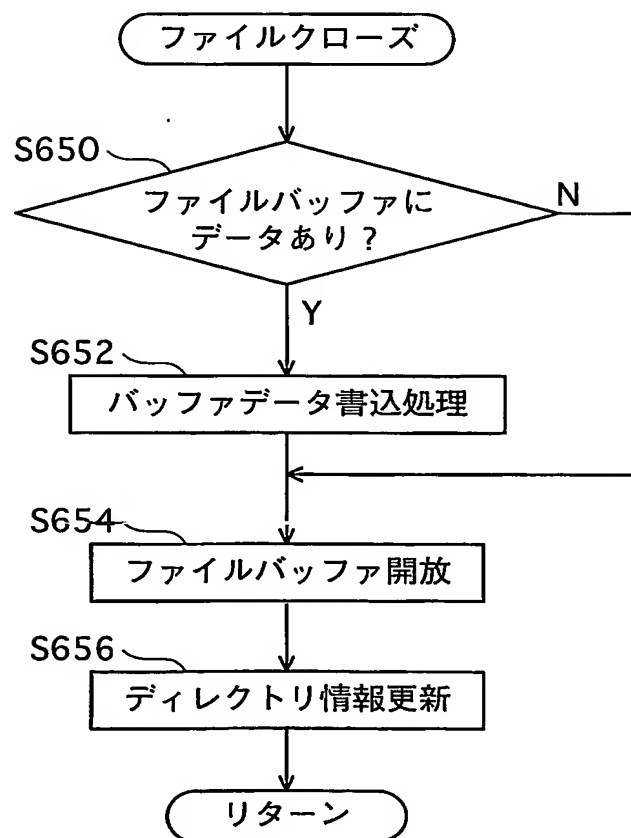 ファイルクローズ
S650
ファイルバッファに
データあり？
N
Y
S652
バッファデータ書込処理
S654
ファイルバッファ開放
S656
ディレクトリ情報更新
リターン